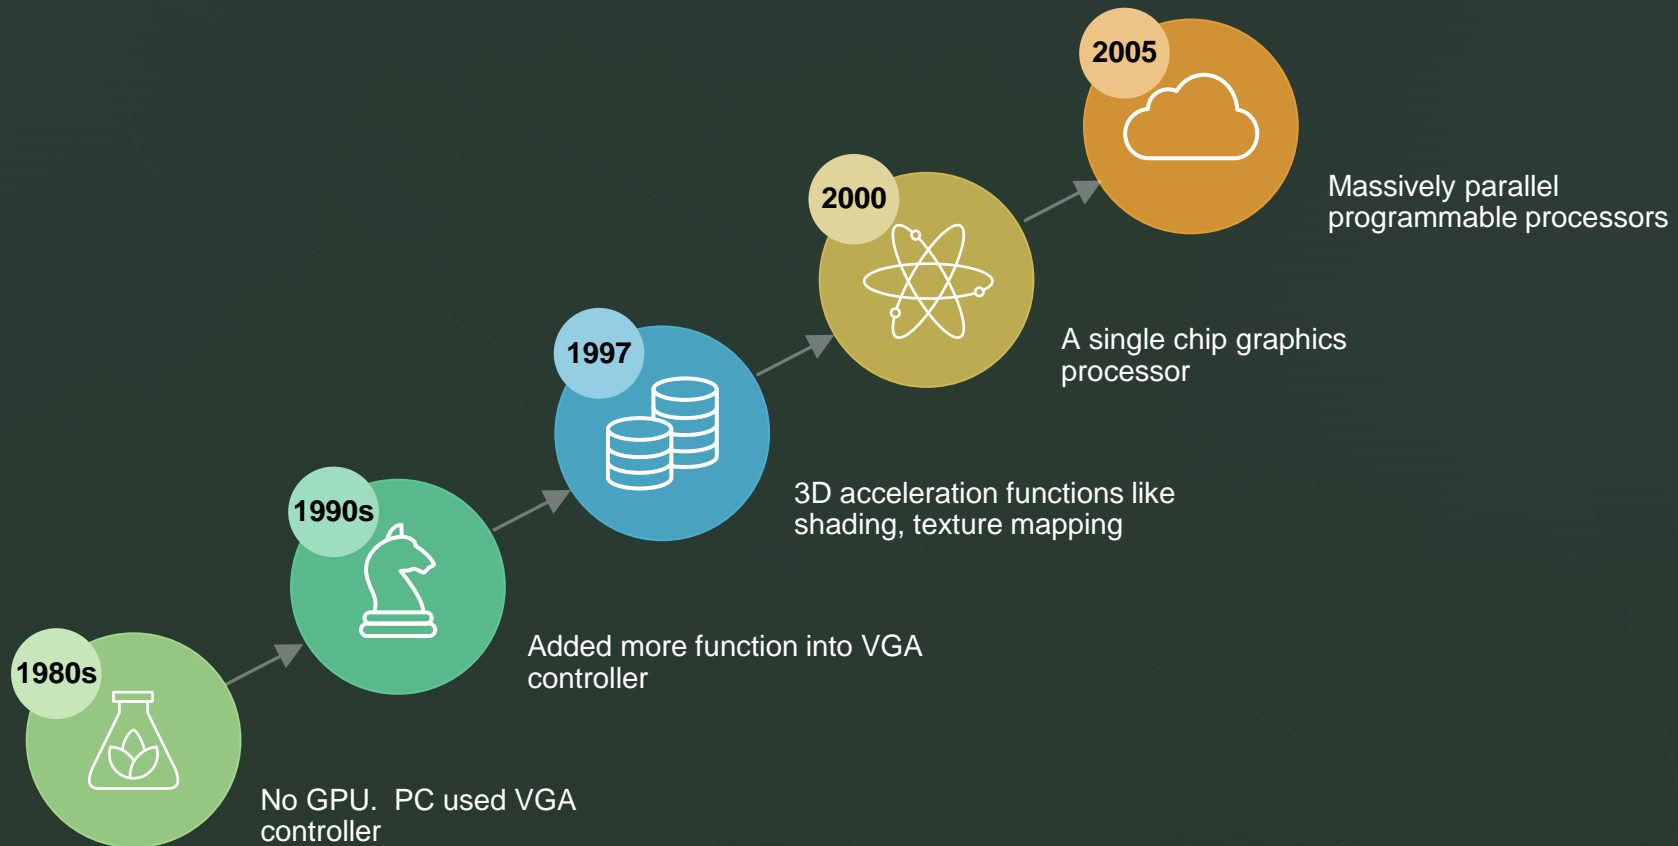 2005
Massively parallel
programmable processors
2000
A single chip graphics
processor
1997
3D acceleration functions like
shading, texture mapping
1990s
Added more function into VGA
controller
1980s
No GPU.  PC used VGA
controller